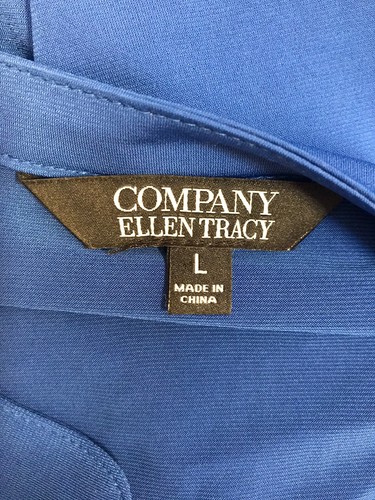 COMPANY
ELLEN TRACY
L
MADE IN
CHINA